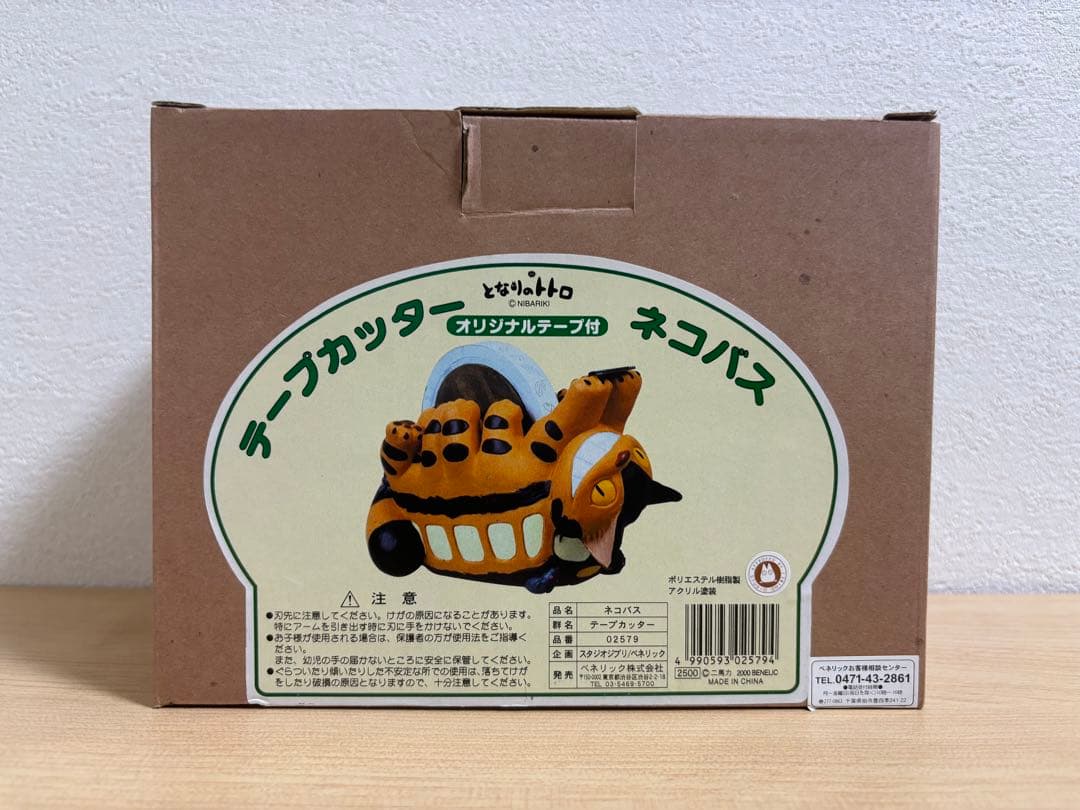 となりのトトロ
© NIBARIKI
テープカッター
オリジナルテープ付
ネコバス
ポリエステル樹脂製
アクリル塗装
⚠ 注意
●刃先に注意してください。けがの原因になることがあります。
特にアームを引き出す時に刃に手をかけないでください。
●お子様が使用される場合は、保護者の方が使用法をご指導く
ださい。
また、幼児の手の届かないところに安全に保管してください。
●ぐらついたり傾いたりした不安定な所での使用は、落ちてけが
をしたり破損の原因となりますので、十分注意してください。
品名 ネコバス
群名 テープカッター
品番 02579
企画 スタジオジブリ/ベネリック
発売 ベネリック株式会社
〒150-0002 東京都渋谷区渋谷2-2-18
TEL 03-5469-5700
4 990593 025794
2500 © 二馬力 2000 BENELIC
MADE IN CHINA
ベネリックお客様相談センター
TEL.0471-43-2861